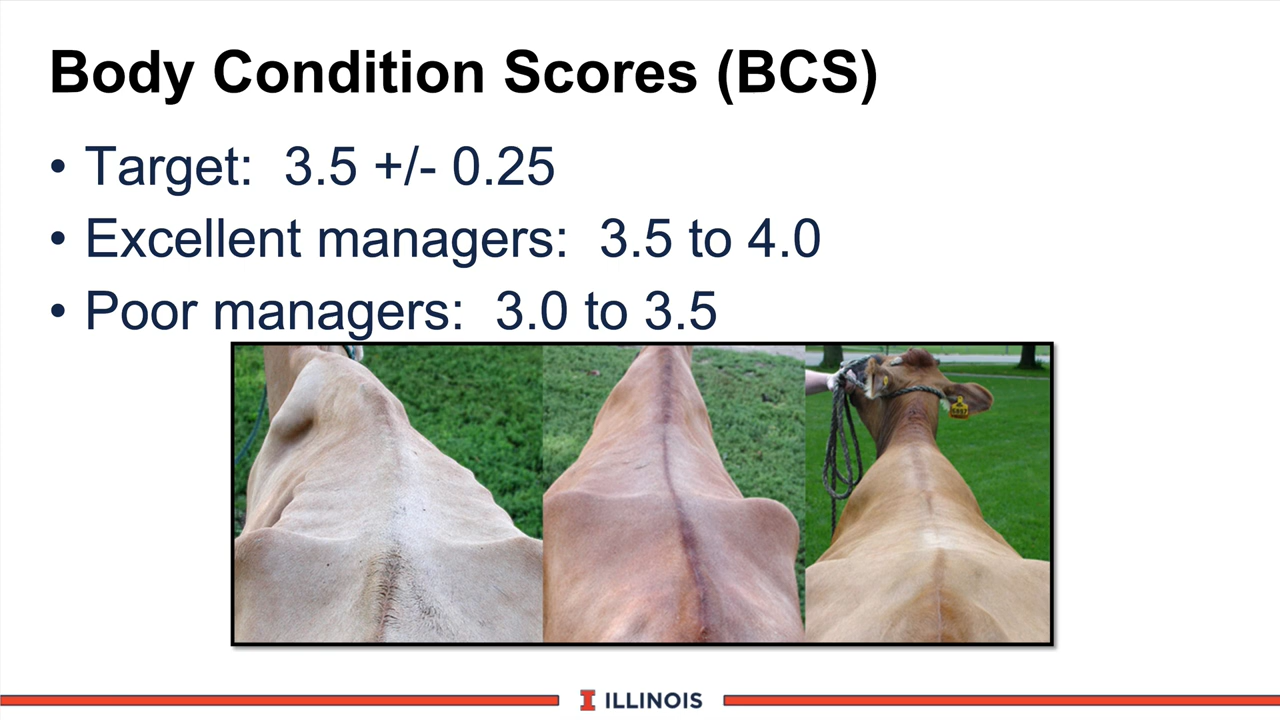 Body Condition Scores (BCS)
• Target: 3.5 +/- 0.25
• Excellent managers: 3.5 to 4.0
• Poor managers: 3.0 to 3.5
I ILLINOIS